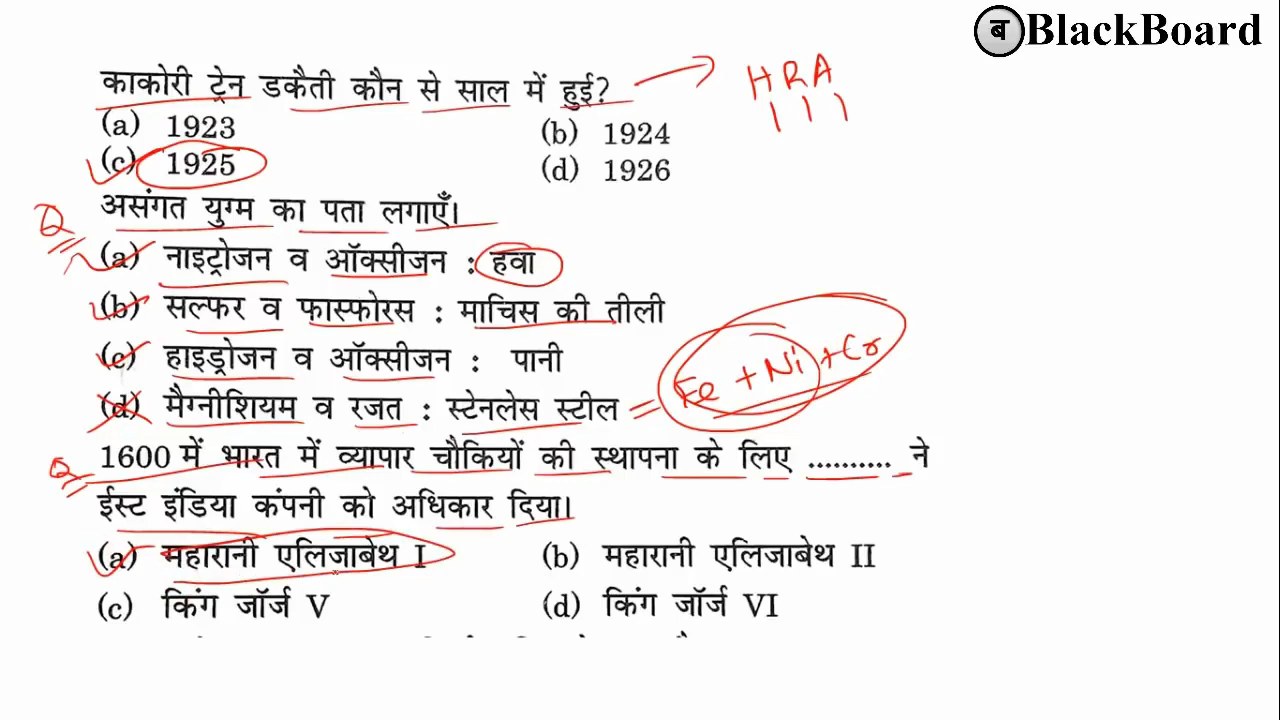 ब BlackBoard
काकोरी ट्रेन डकैती कौन से साल में हुई? HRA
(a) 1923 (b) 1924
(c) 1925 (d) 1926
Q असंगत युग्म का पता लगाएँ।
(a) नाइट्रोजन व ऑक्सीजन : हवा
(b) सल्फर व फास्फोरस : माचिस की तीली
(c) हाइड्रोजन व ऑक्सीजन : पानी
(d) मैग्नीशियम व रजत : स्टेनलेस स्टील = Fe + Ni + Cr
Q 1600 में भारत में व्यापार चौकियों की स्थापना के लिए .......... ने
ईस्ट इंडिया कंपनी को अधिकार दिया।
(a) महारानी एलिजाबेथ I (b) महारानी एलिजाबेथ II
(c) किंग जॉर्ज V (d) किंग जॉर्ज VI